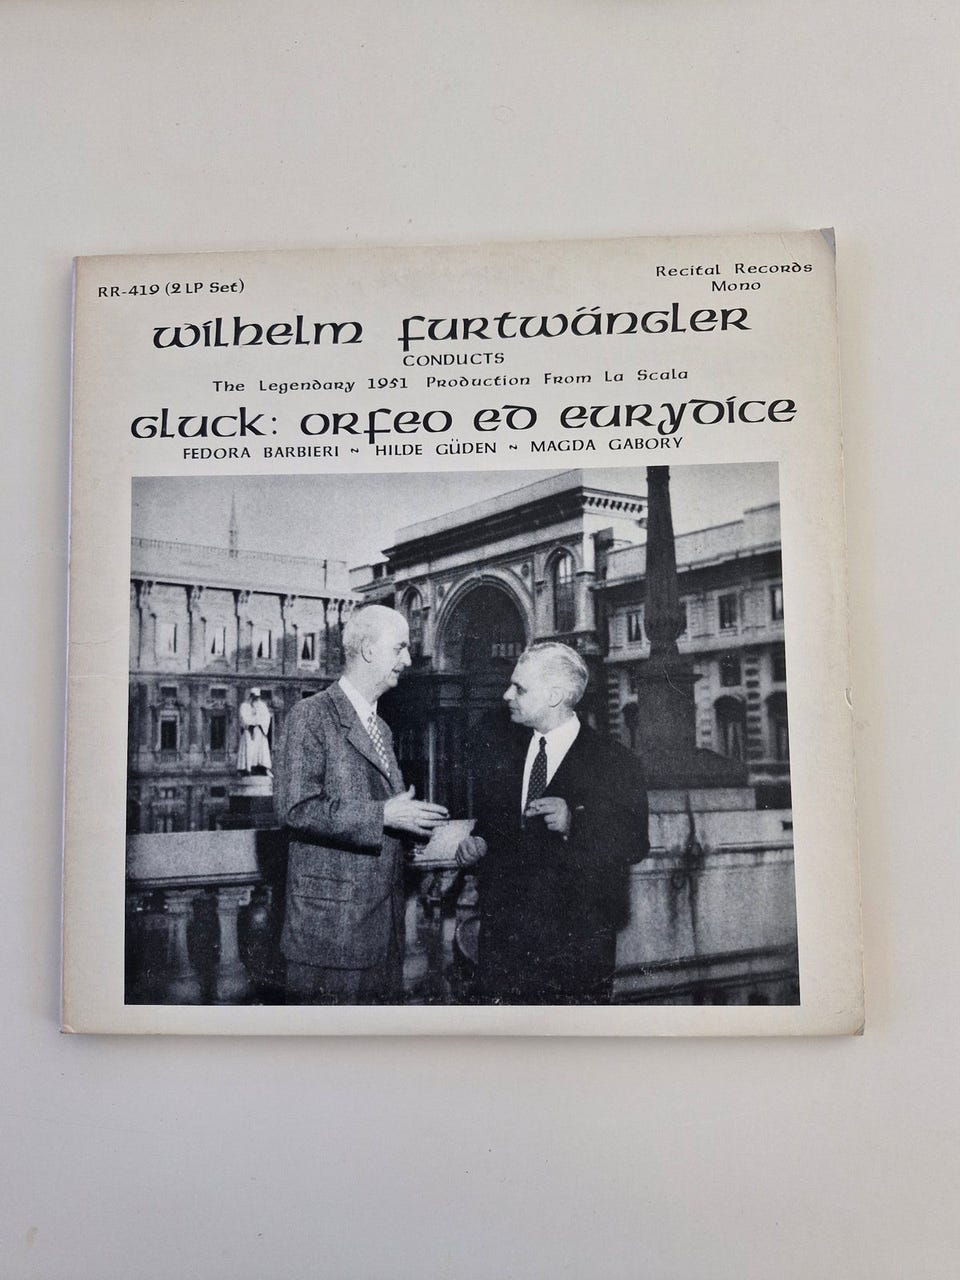 RR-419 (2 LP Set)
Recital Records
Mono
Wilhelm Furtwängler
CONDUCTS
The Legendary 1951 Production From La Scala
Gluck: Orfeo ed Eurydice
FEDORA BARBIERI ~ HILDE GÜDEN ~ MAGDA GABORY